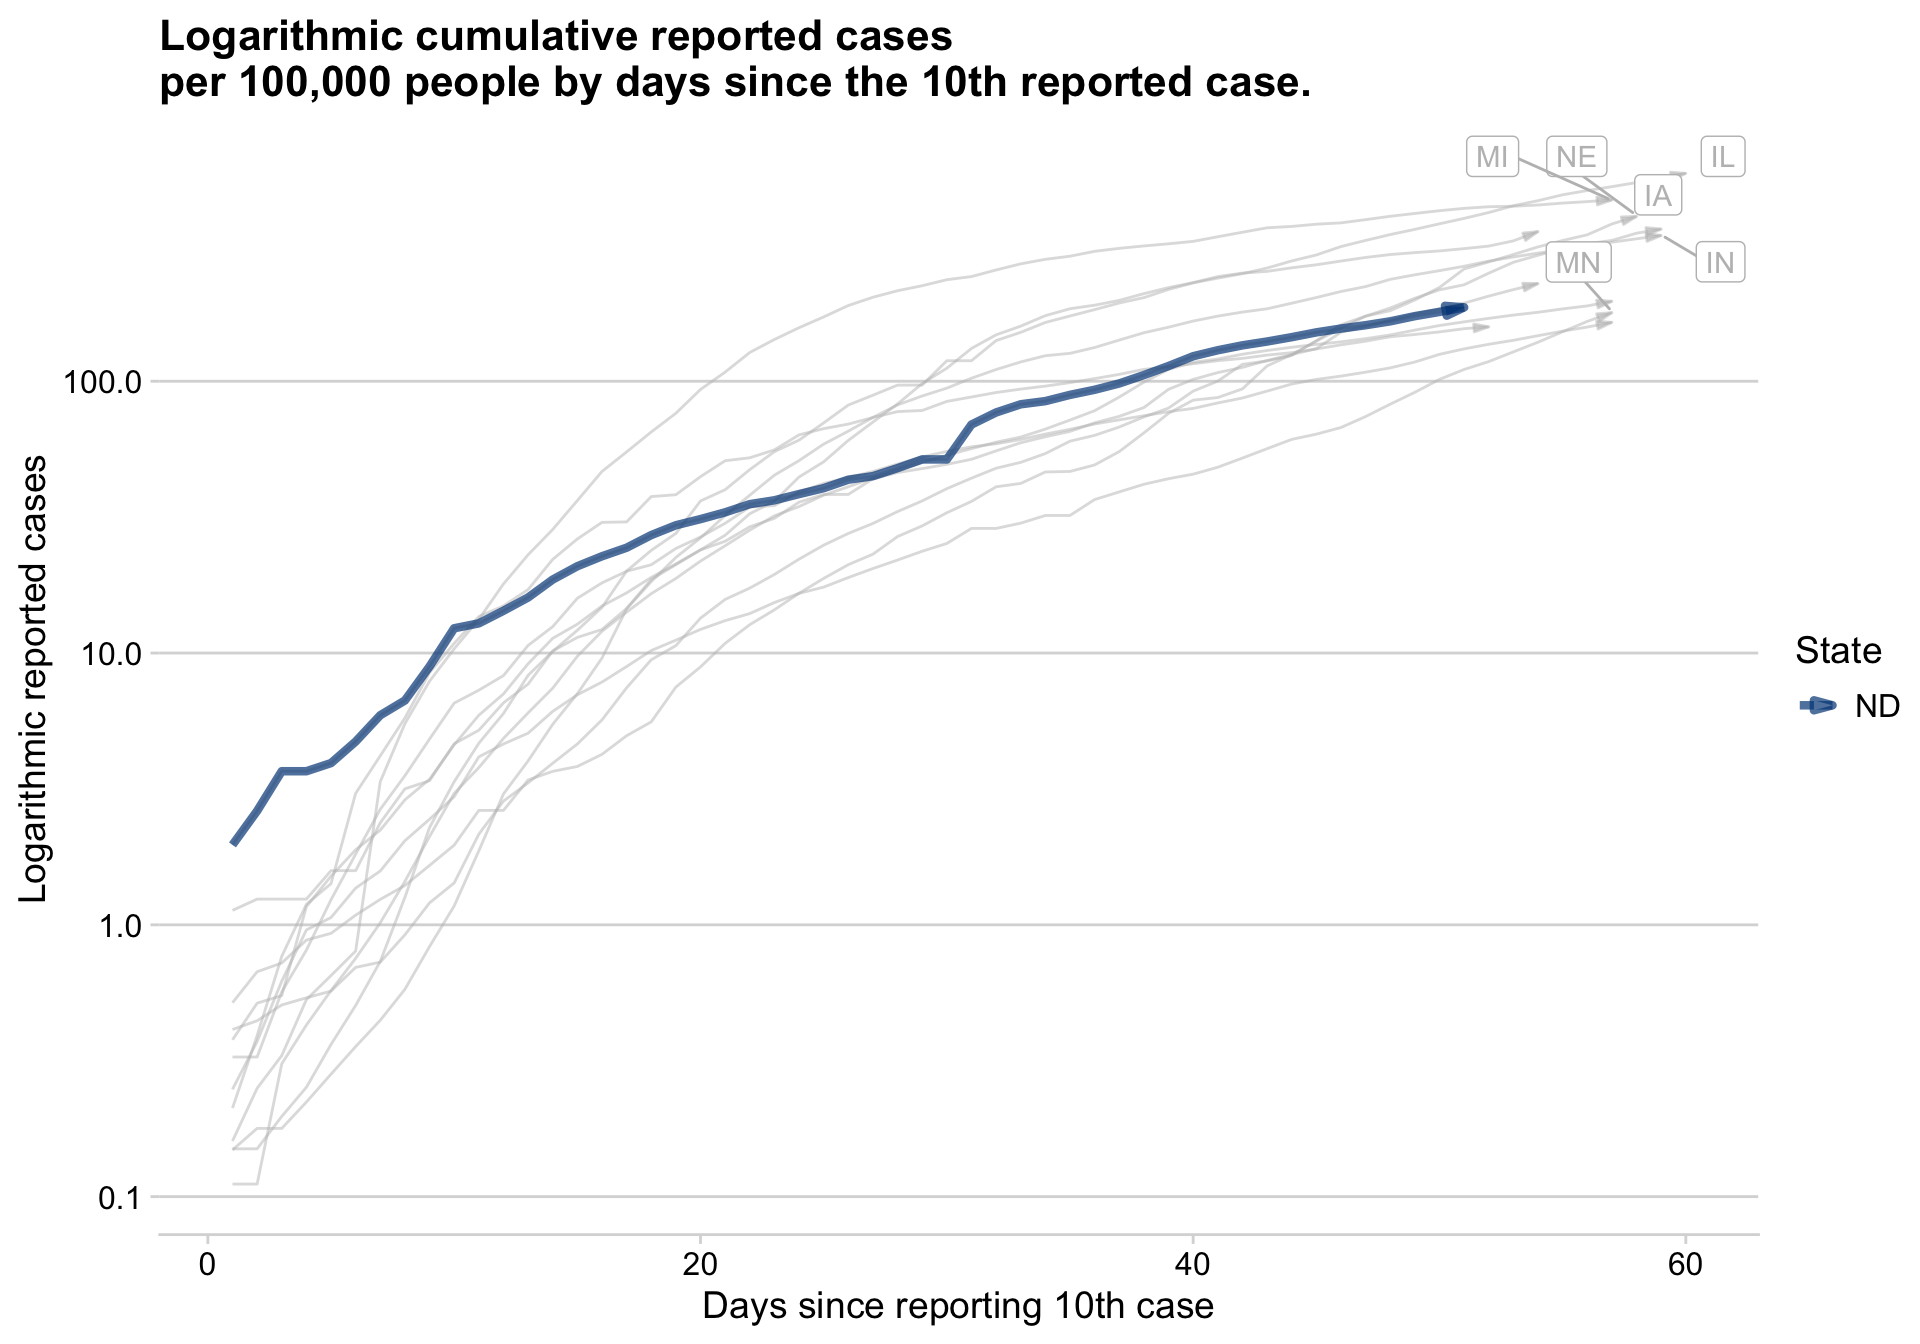 Logarithmic cumulative reported cases
per 100,000 people by days since the 10th reported case.
MI
NE
IL
IA
MN
IN
Logarithmic reported cases
100.0
10.0
1.0
0.1
State
ND
0
20
40
60
Days since reporting 10th case